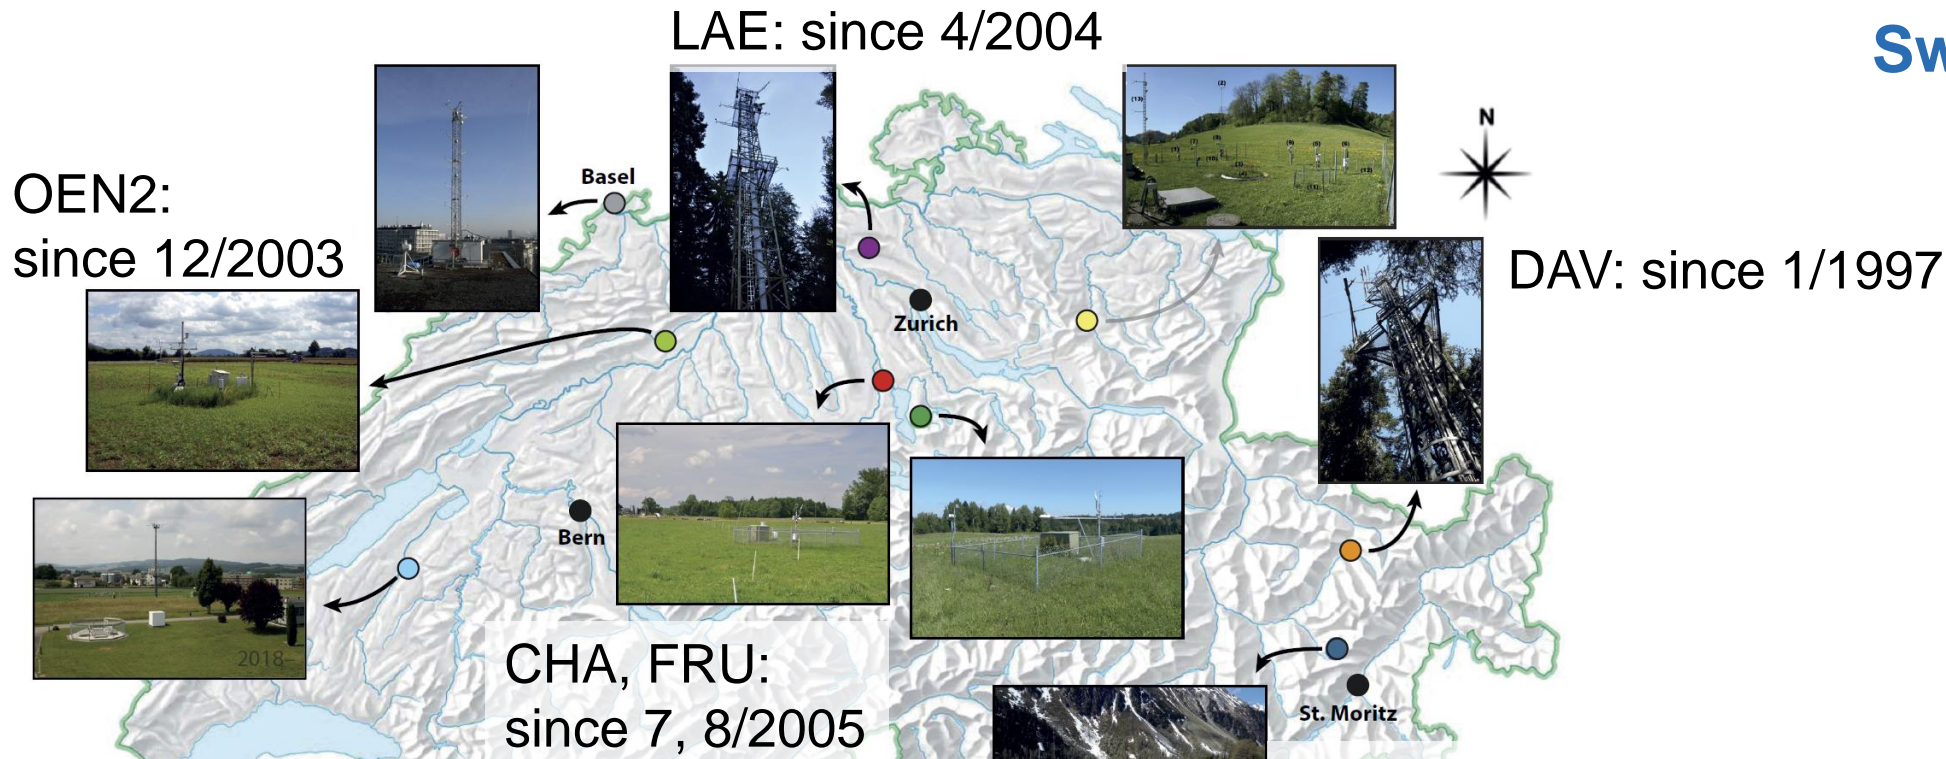 LAE: since 4/2004
Sw
N
Basel
OEN2:
since 12/2003
DAV: since 1/1997
Zurich
Bern
2018–
CHA, FRU:
since 7, 8/2005
St. Moritz